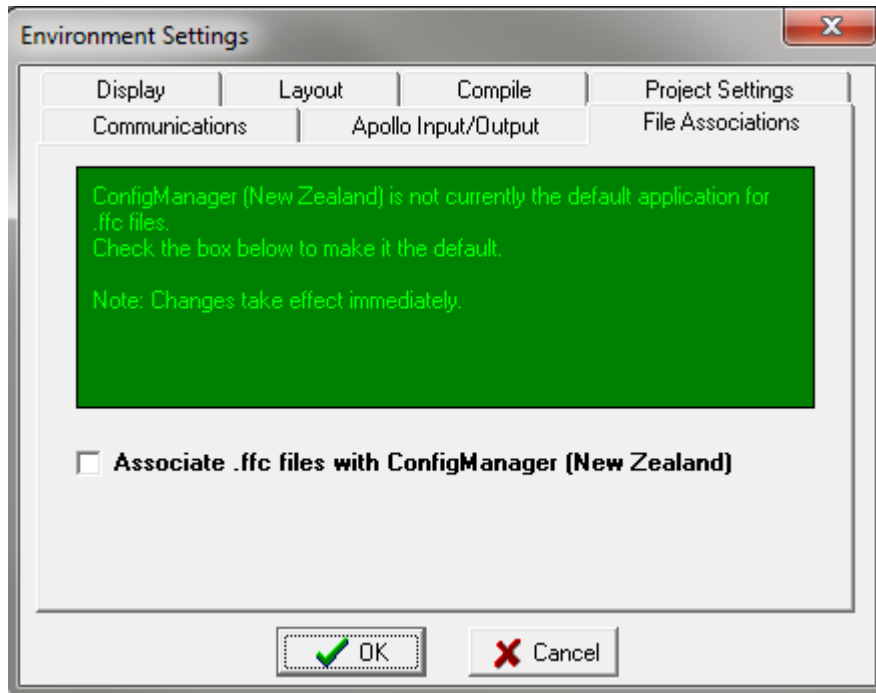 Environment Settings
Display Layout Compile Project Settings
Communications Apollo Input/Output File Associations
ConfigManager (New Zealand) is not currently the default application for
.ffc files.
Check the box below to make it the default.
Note: Changes take effect immediately.
Associate .ffc files with ConfigManager (New Zealand)
OK Cancel